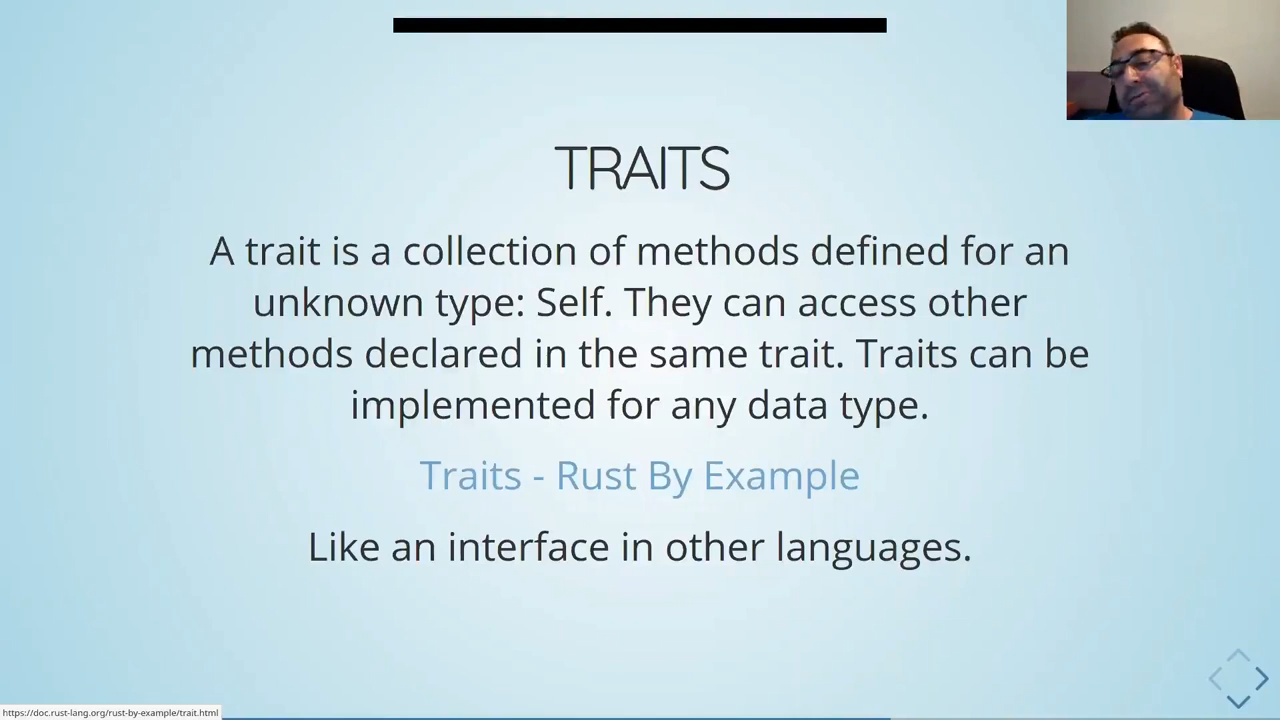 TRAITS
A trait is a collection of methods defined for an
unknown type: Self. They can access other
methods declared in the same trait. Traits can be
implemented for any data type.
Traits - Rust By Example
Like an interface in other languages.
https://doc.rust-lang.org/rust-by-example/trait.html